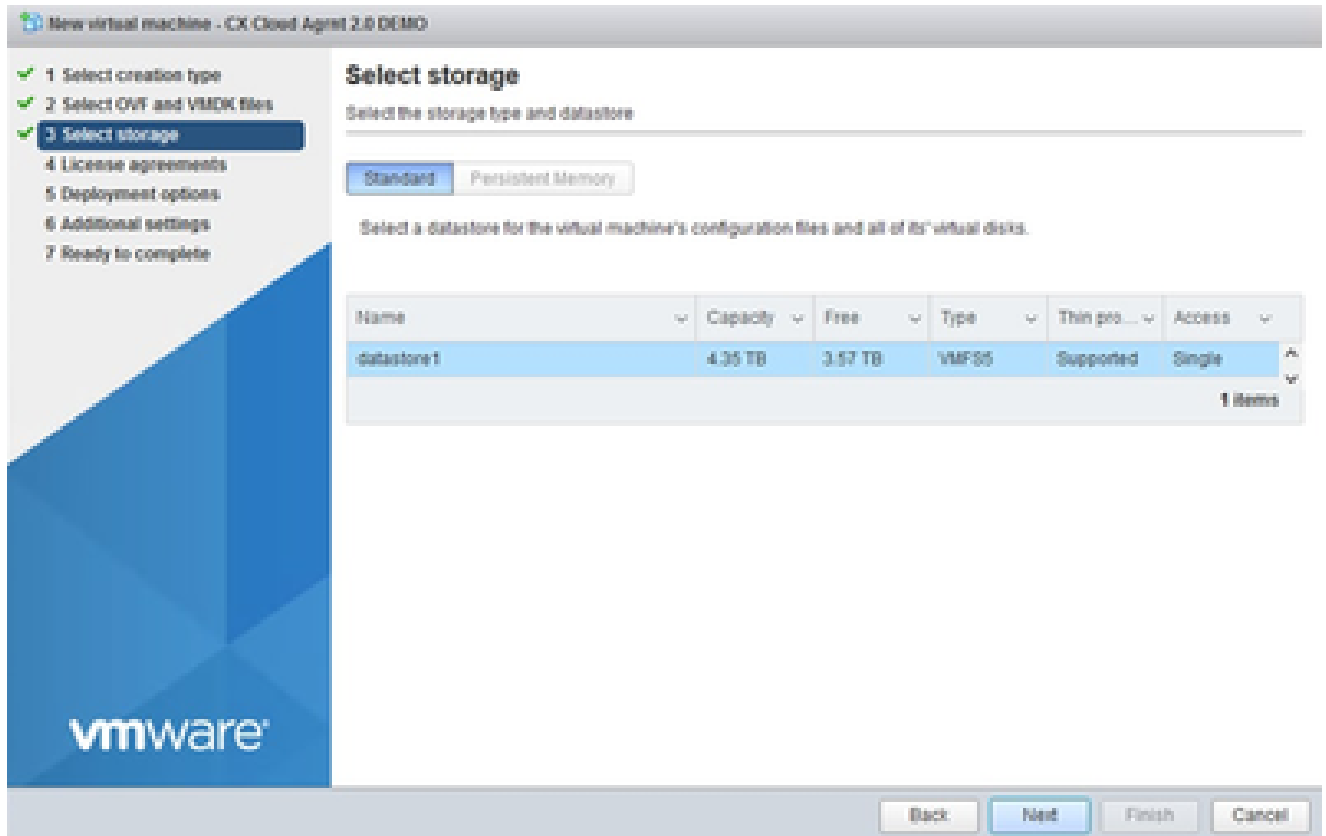 New virtual machine - CX Cloud Agrnt 2.0 DEMO
1 Select creation type
2 Select OVF and VMDK files
3 Select storage
4 License agreements
5 Deployment options
6 Additional settings
7 Ready to complete
vmware
Select storage
Select the storage type and datastore
Standard Persistent Memory
Select a datastore for the virtual machine's configuration files and all of its' virtual disks.
Name Capacity Free Type Thin pro... Access
datastore1 4.35 TB 3.57 TB VMFS5 Supported Single
1 items
Back Next Finish Cancel